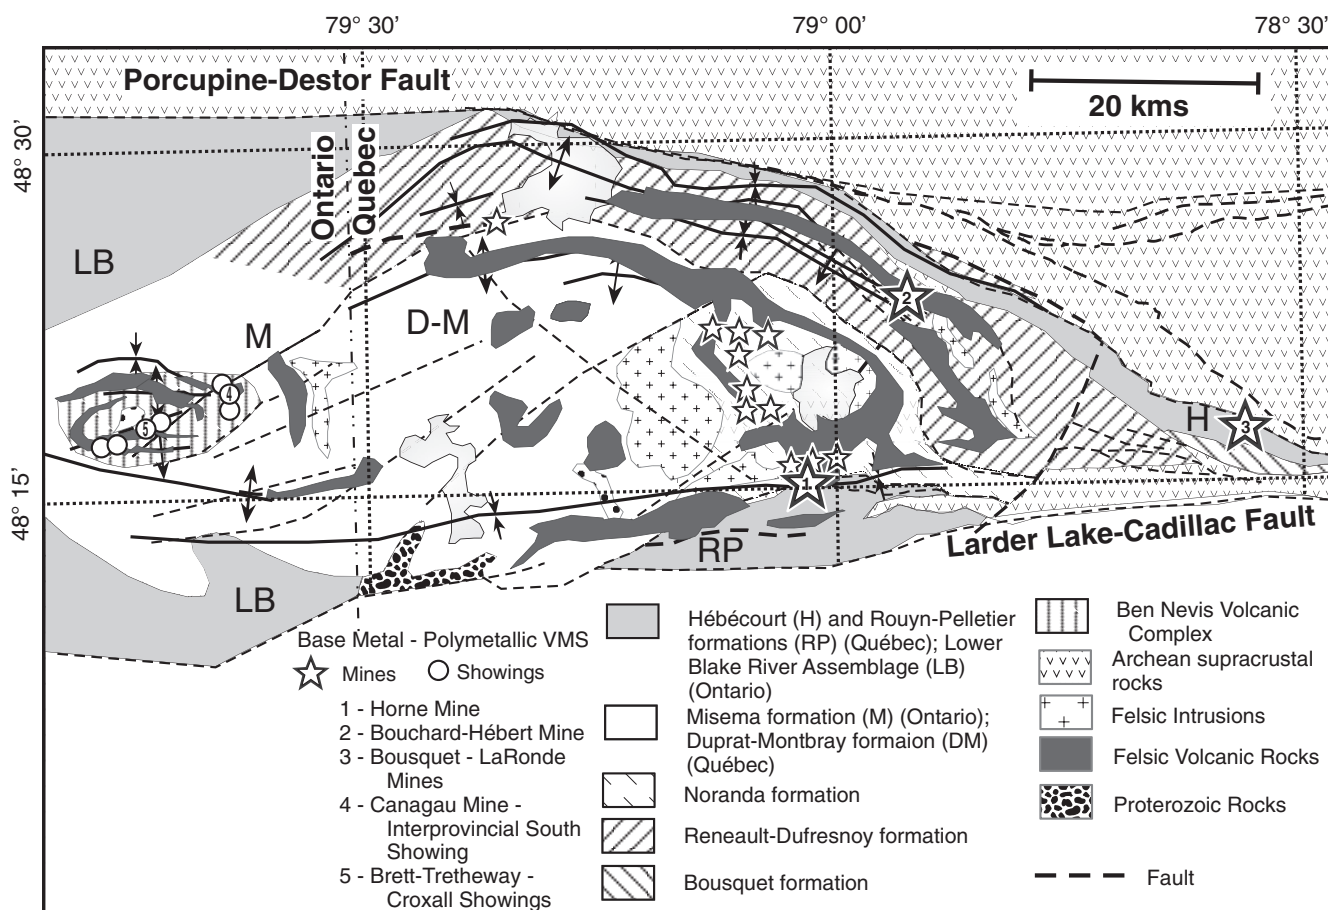 79° 30’
79° 00’
78° 30’
Porcupine-Destor Fault
20 kms
48° 30’
Ontario
Quebec
LB
M
D-M
2
4
5
H
3
1
48° 15’
Larder Lake-Cadillac Fault
RP
LB
Base Metal - Polymetallic VMS
Mines
Showings
1 - Horne Mine
2 - Bouchard-Hébert Mine
3 - Bousquet - LaRonde
Mines
4 - Canagau Mine -
Interprovincial South
Showing
5 - Brett-Tretheway -
Croxall Showings
Hébécourt (H) and Rouyn-Pelletier
formations (RP) (Québec); Lower
Blake River Assemblage (LB)
(Ontario)
Misema formation (M) (Ontario);
Duprat-Montbray formaion (DM)
(Québec)
Noranda formation
Reneault-Dufresnoy formation
Bousquet formation
Ben Nevis Volcanic
Complex
Archean supracrustal
rocks
Felsic Intrusions
Felsic Volcanic Rocks
Proterozoic Rocks
Fault